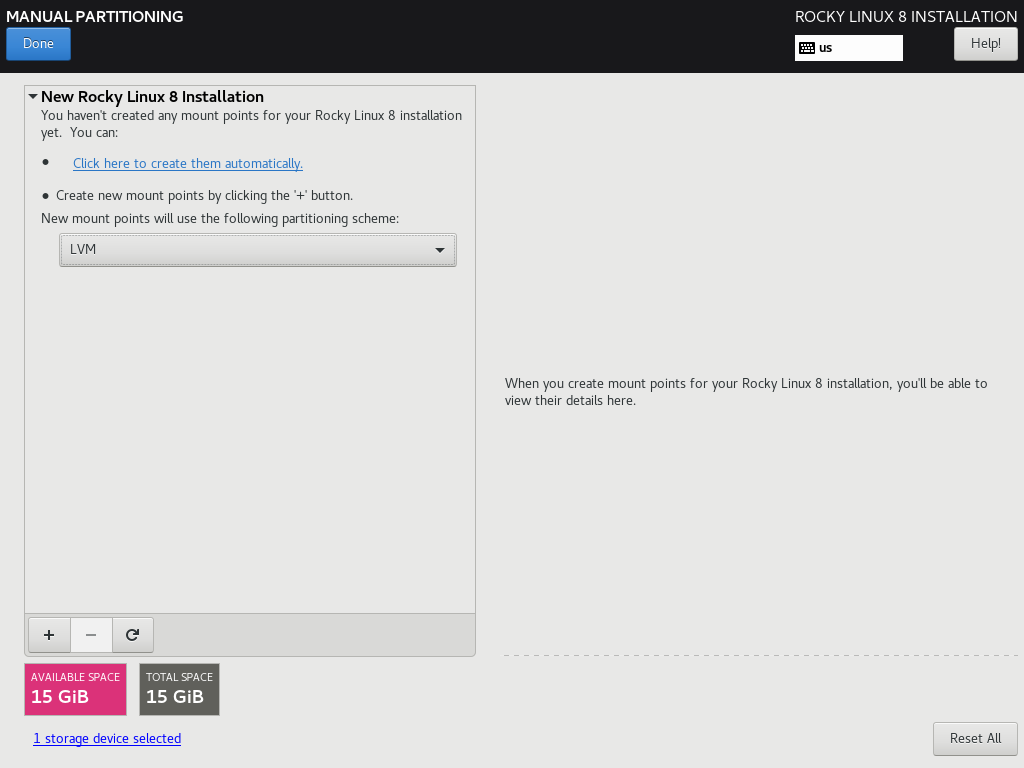 MANUAL PARTITIONING
ROCKY LINUX 8 INSTALLATION
Done
us
Help!
New Rocky Linux 8 Installation
You haven't created any mount points for your Rocky Linux 8 installation
yet.  You can:
• Click here to create them automatically.
• Create new mount points by clicking the '+' button.
New mount points will use the following partitioning scheme:
LVM
When you create mount points for your Rocky Linux 8 installation, you'll be able to
view their details here.
AVAILABLE SPACE
15 GiB
TOTAL SPACE
15 GiB
1 storage device selected
Reset All